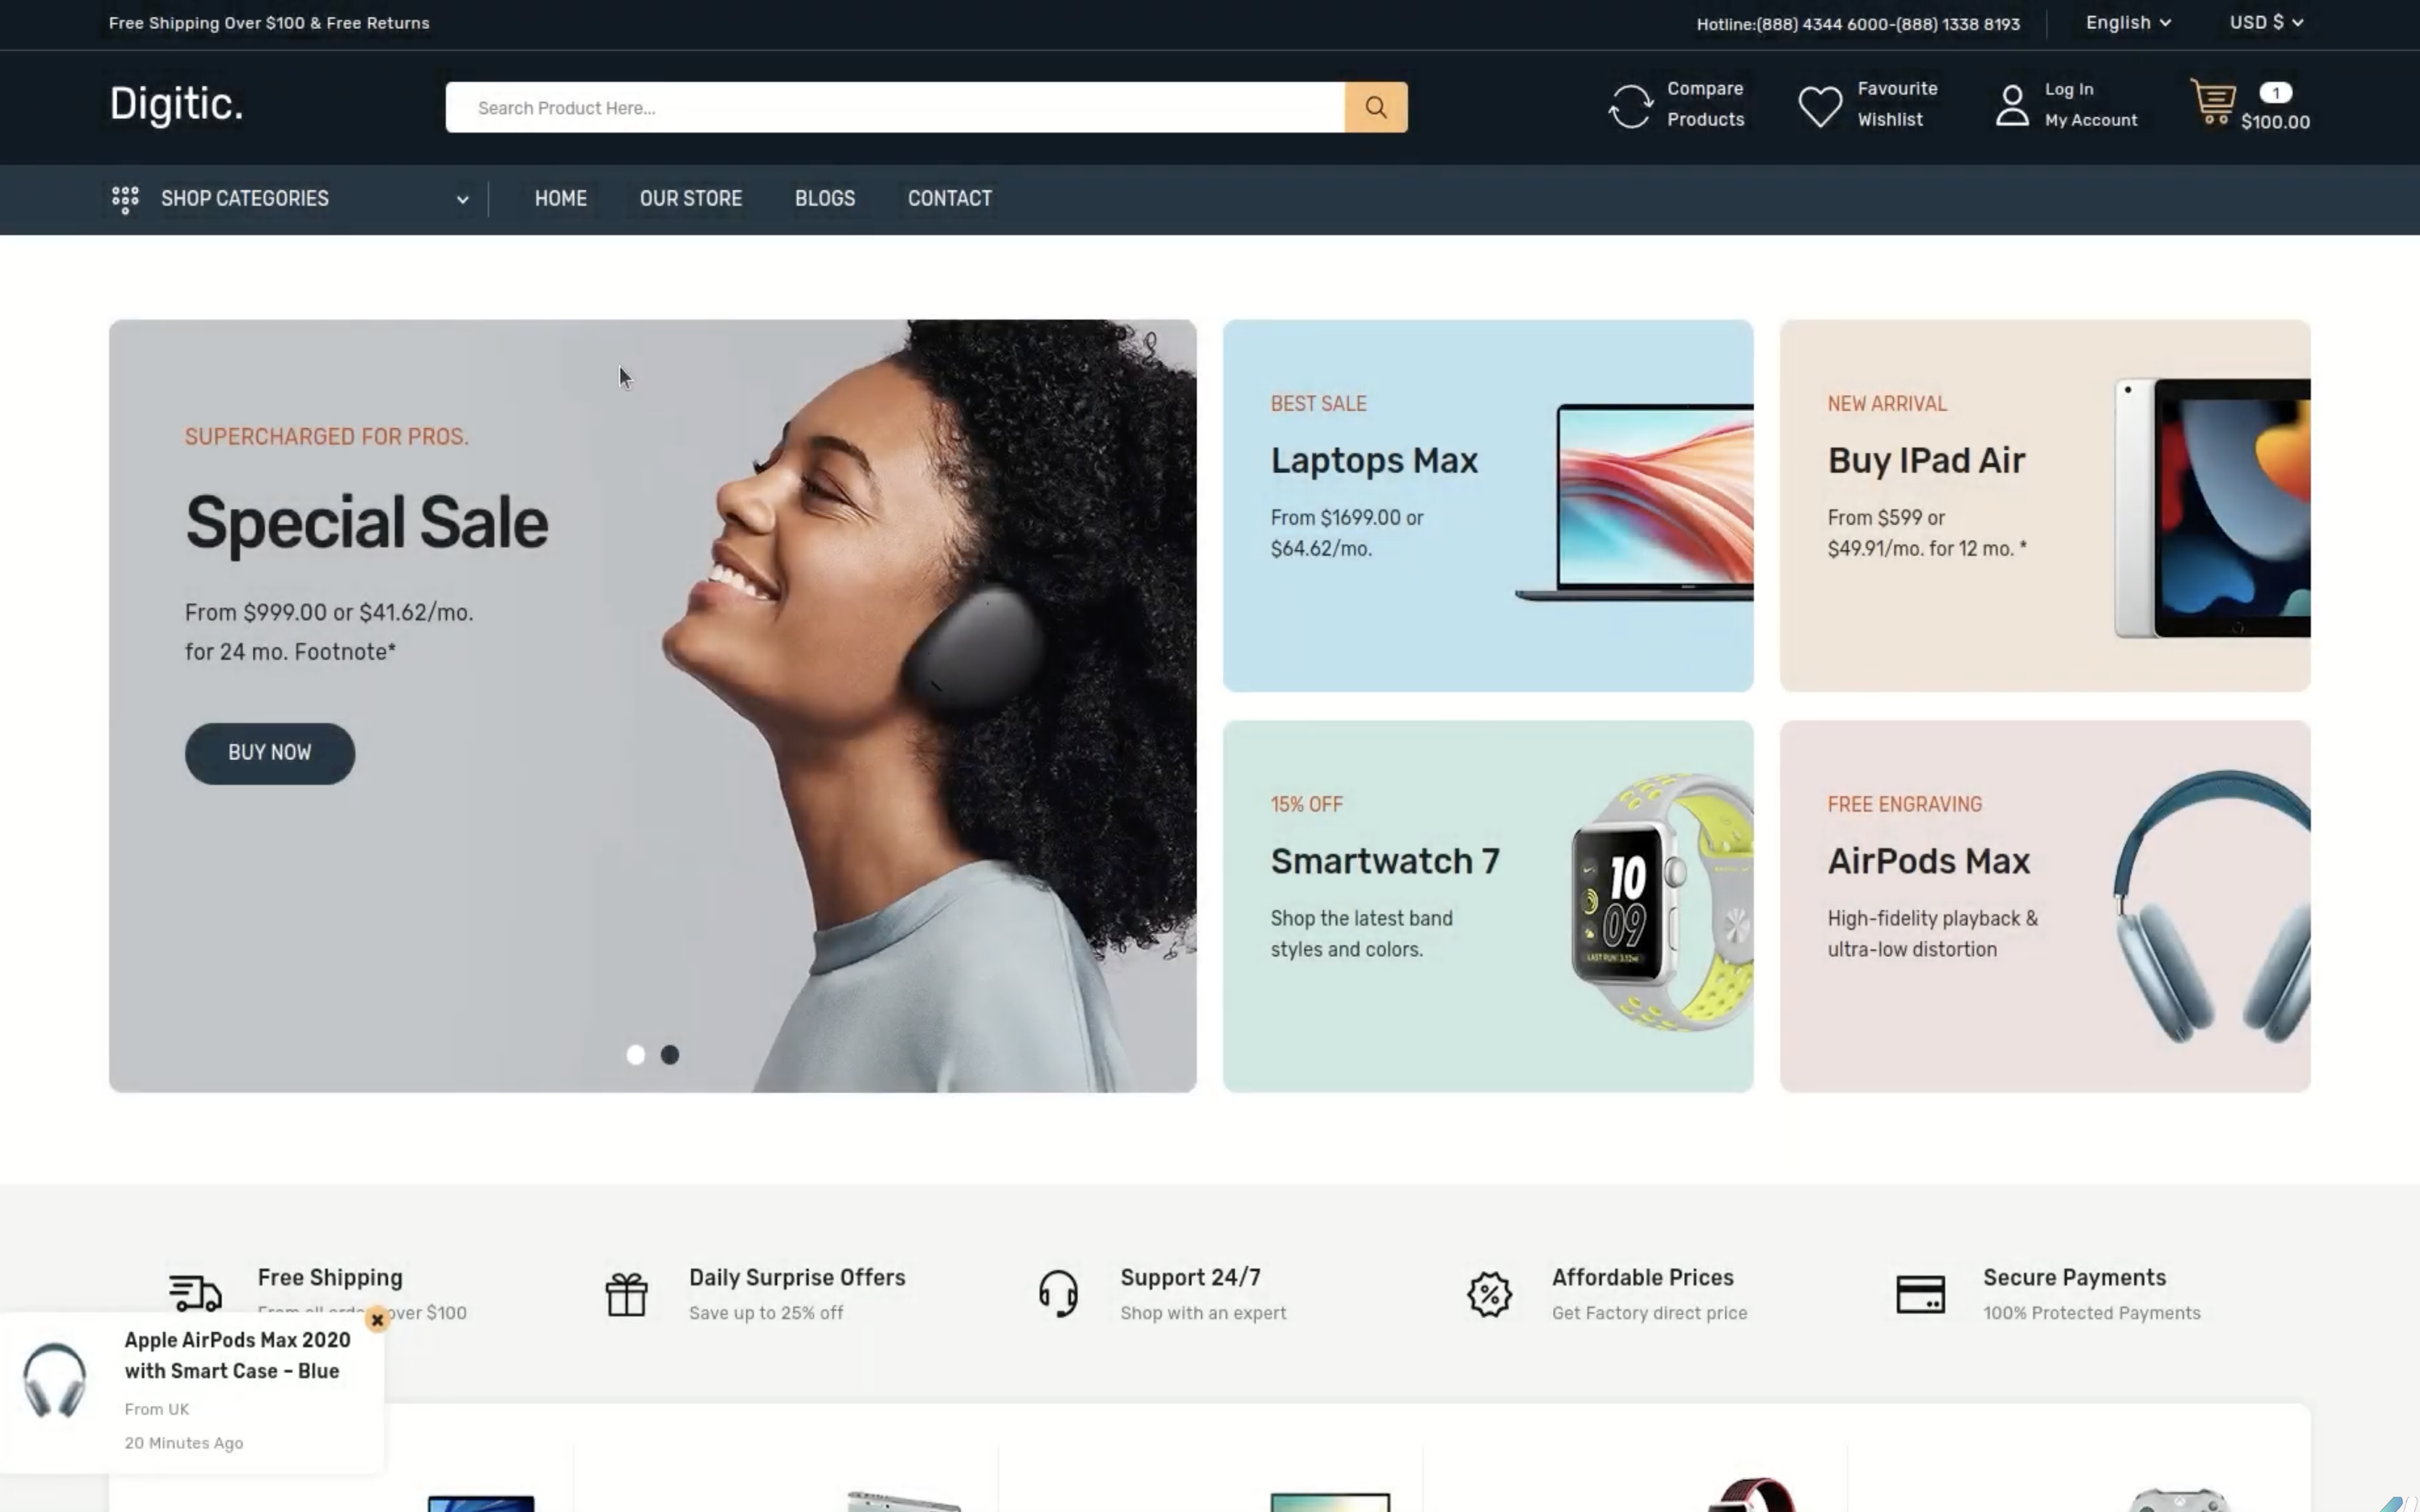 Free Shipping Over $100 & Free Returns
Hotline:(888) 4344 6000-(888) 1338 8193
English
USD $
Digitic.
Search Product Here...
Compare
Products
Favourite
Wishlist
Log In
My Account
1
$100.00
SHOP CATEGORIES
HOME
OUR STORE
BLOGS
CONTACT
SUPERCHARGED FOR PROS.
Special Sale
From $999.00 or $41.62/mo.
for 24 mo. Footnote*
BUY NOW
BEST SALE
Laptops Max
From $1699.00 or
$64.62/mo.
NEW ARRIVAL
Buy IPad Air
From $599 or
$49.91/mo. for 12 mo. *
15% OFF
Smartwatch 7
Shop the latest band
styles and colors.
10
09
LAST RUN: 3.12mi
FREE ENGRAVING
AirPods Max
High-fidelity playback &
ultra-low distortion
Free Shipping
over $100
Daily Surprise Offers
Save up to 25% off
Support 24/7
Shop with an expert
Affordable Prices
Get Factory direct price
Secure Payments
100% Protected Payments
Apple AirPods Max 2020
with Smart Case – Blue
From UK
20 Minutes Ago